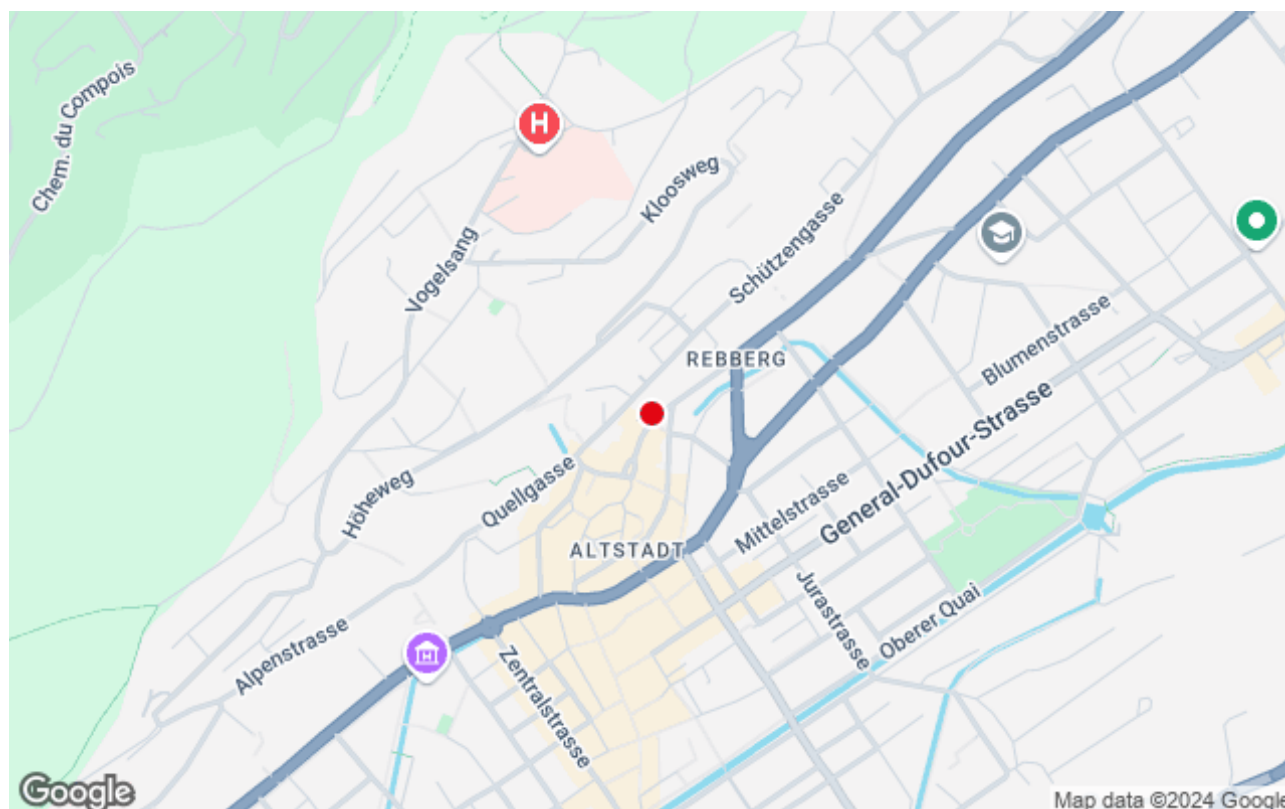 Chem. du Compois
H
Kloosweg
Vogelsang
Schützengasse
REBBERG
Blumenstrasse
General-Dufour-Strasse
Höheweg
Quellgasse
Mittelstrasse
ALTSTADT
Jurastrasse
Oberer Quai
Alpenstrasse
Zentralstrasse
Google
Map data ©2024 Google